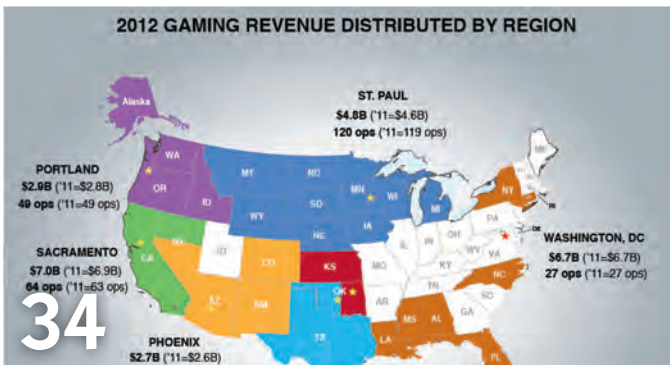 2012 GAMING REVENUE DISTRIBUTED BY REGION
Alaska
ST. PAUL
$4.8B ('11=$4.6B)
120 ops ('11=119 ops)
WA
MT
ND
MN
WI
MI
NY
PORTLAND
$2.9B ('11=$2.8B)
49 ops ('11=49 ops)
OR
ID
WY
SD
IA
NE
PA
WASHINGTON, DC
$6.7B ('11=$6.7B)
27 ops ('11=27 ops)
SACRAMENTO
$7.0B ('11=$6.9B)
64 ops ('11=63 ops)
CA
UT
CO
KS
MO
IL
IN
OH
WV
VA
KY
TN
NC
SC
34
AZ
NM
OK
AR
TX
LA
MS
AL
GA
FL
PHOENIX
$2.7B ('11=$2.6B)